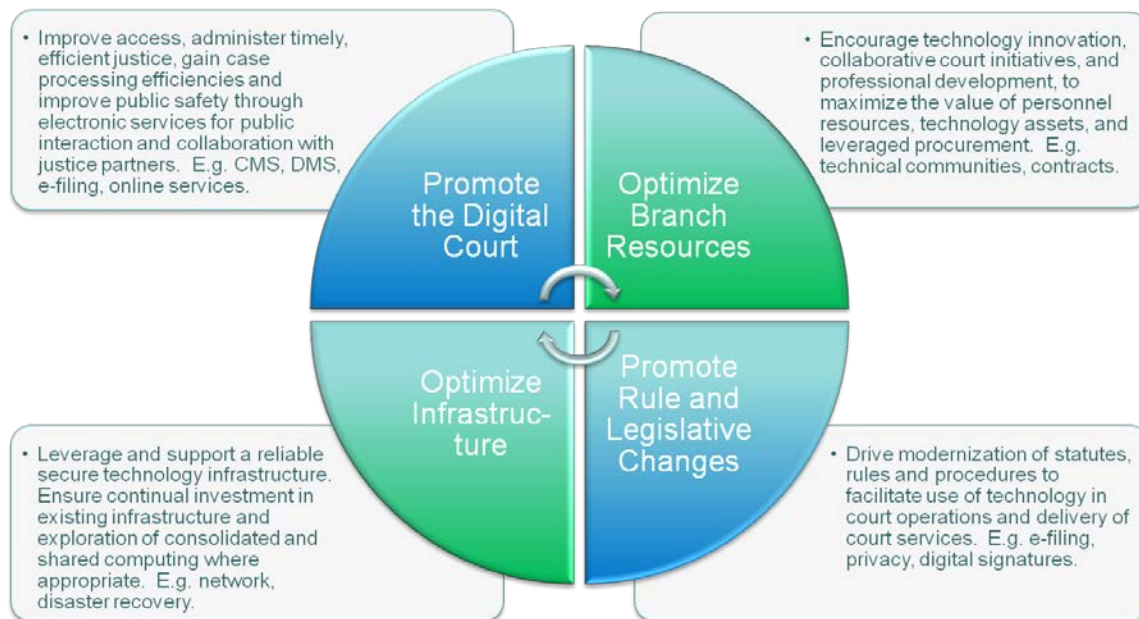 • Improve access, administer timely,
efficient justice, gain case
processing efficiencies and
improve public safety through
electronic services for public
interaction and collaboration with
justice partners.  E.g. CMS, DMS,
e-filing, online services.
• Encourage technology innovation,
collaborative court initiatives, and
professional development, to
maximize the value of personnel
resources, technology assets, and
leveraged procurement.  E.g.
technical communities, contracts.
Promote
the Digital
Court
Optimize
Branch
Resources
Optimize
Infrastruc-
ture
Promote
Rule and
Legislative
Changes
• Leverage and support a reliable
secure technology infrastructure.
Ensure continual investment in
existing infrastructure and
exploration of consolidated and
shared computing where
appropriate.  E.g. network,
disaster recovery.
• Drive modernization of statutes,
rules and procedures to
facilitate use of technology in
court operations and delivery of
court services.  E.g. e-filing,
privacy, digital signatures.